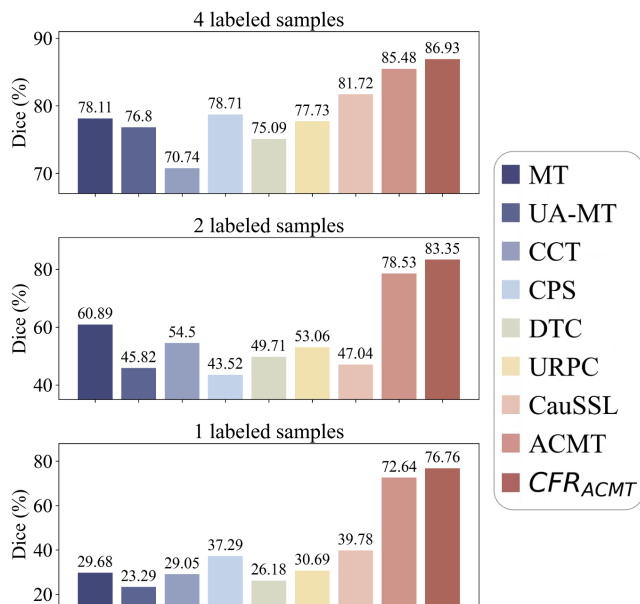 4 labeled samples
Dice (%)
90
80
70
78.11
76.8
70.74
78.71
75.09
77.73
81.72
85.48
86.93
2 labeled samples
Dice (%)
80
60
40
60.89
45.82
54.5
43.52
49.71
53.06
47.04
78.53
83.35
1 labeled samples
Dice (%)
80
60
40
20
29.68
23.29
29.05
37.29
26.18
30.69
39.78
72.64
76.76
MT
UA-MT
CCT
CPS
DTC
URPC
CauSSL
ACMT
CFR_ACMT